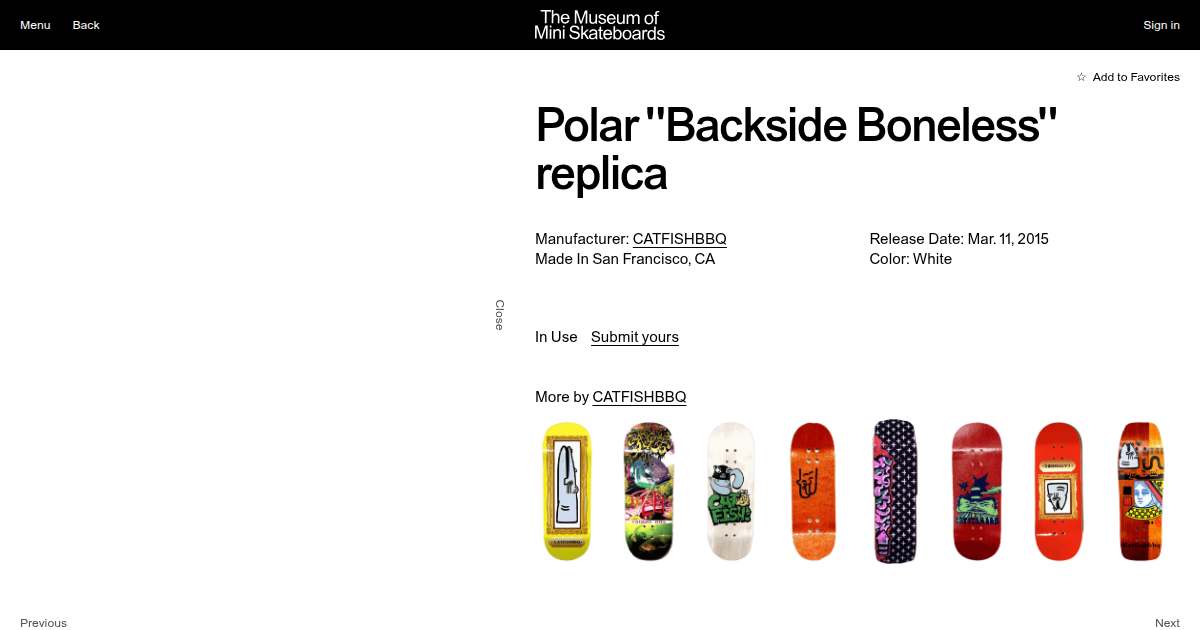 Menu Back
The Museum of
Mini Skateboards
Sign in
☆ Add to Favorites
Polar "Backside Boneless"
replica
Manufacturer: CATFISHBBQ
Made In San Francisco, CA
Release Date: Mar. 11, 2015
Color: White
Close
In Use Submit yours
More by CATFISHBBQ
CATFISHBBQ
Previous
Next